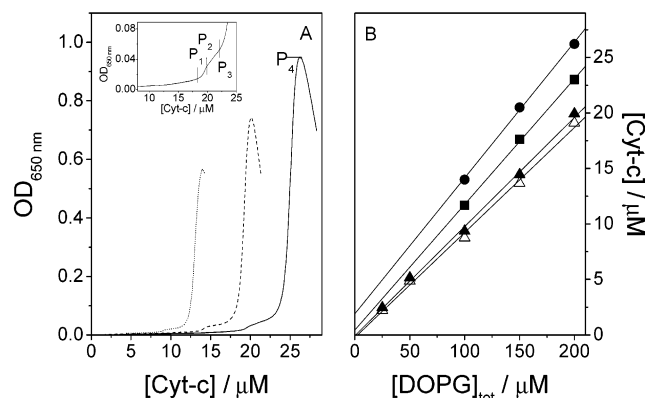 A
B
1.0
0.8
0.6
0.4
0.2
0.0
OD650 nm
0 5 10 15 20 25
[Cyt-c] / μM
0.08
0.04
0.00
OD650 nm
10 15 20 25
[Cyt-c] / μM
P1
P2
P3
P4
0 50 100 150 200
[DOPG]tot / μM
25
20
15
10
5
0
[Cyt-c] / μM